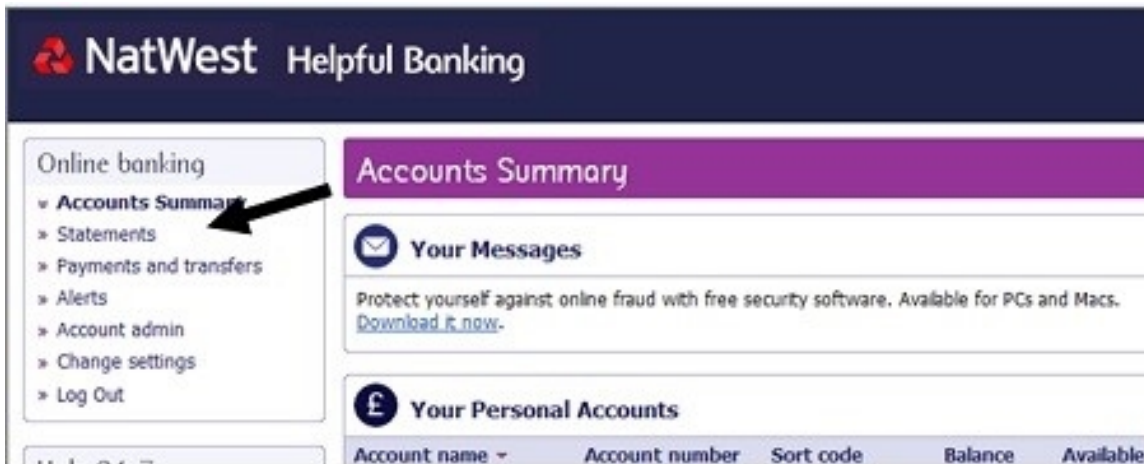 NatWest Helpful Banking
Online banking
Accounts Summary
Statements
Payments and transfers
Alerts
Account admin
Change settings
Log Out
Accounts Summary
Your Messages
Protect yourself against online fraud with free security software. Available for PCs and Macs.
Download it now.
£ Your Personal Accounts
Account name Account number Sort code Balance Available